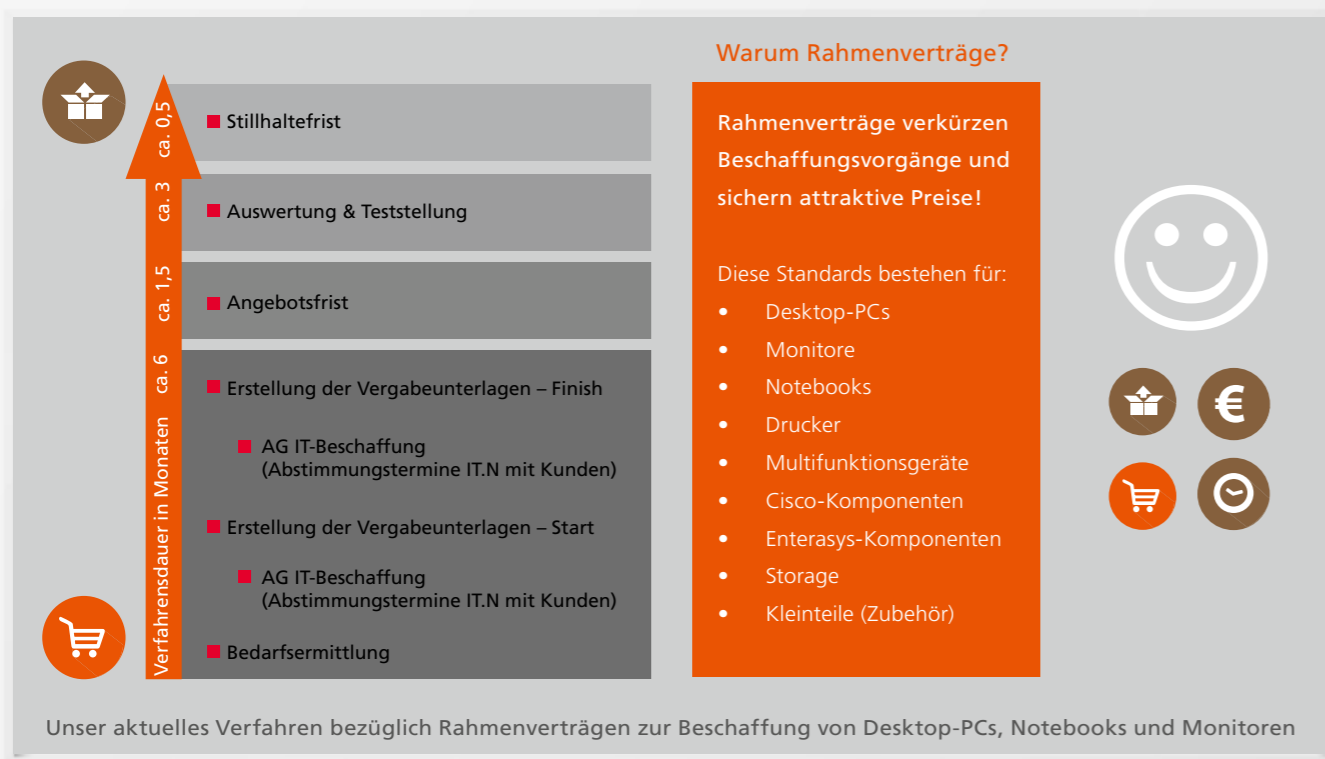 Warum Rahmenverträge?
ca. 0,5
Stillhaltefrist
ca. 3
Auswertung & Teststellung
ca. 1,5
Angebotsfrist
ca. 6
Verfahrensdauer in Monaten
Erstellung der Vergabeunterlagen – Finish
AG IT-Beschaffung
(Abstimmungstermine IT.N mit Kunden)
Erstellung der Vergabeunterlagen – Start
AG IT-Beschaffung
(Abstimmungstermine IT.N mit Kunden)
Bedarfsermittlung
Rahmenverträge verkürzen
Beschaffungsvorgänge und
sichern attraktive Preise!
Diese Standards bestehen für:
• Desktop-PCs
• Monitore
• Notebooks
• Drucker
• Multifunktionsgeräte
• Cisco-Komponenten
• Enterasys-Komponenten
• Storage
• Kleinteile (Zubehör)
€
Unser aktuelles Verfahren bezüglich Rahmenverträgen zur Beschaffung von Desktop-PCs, Notebooks und Monitoren